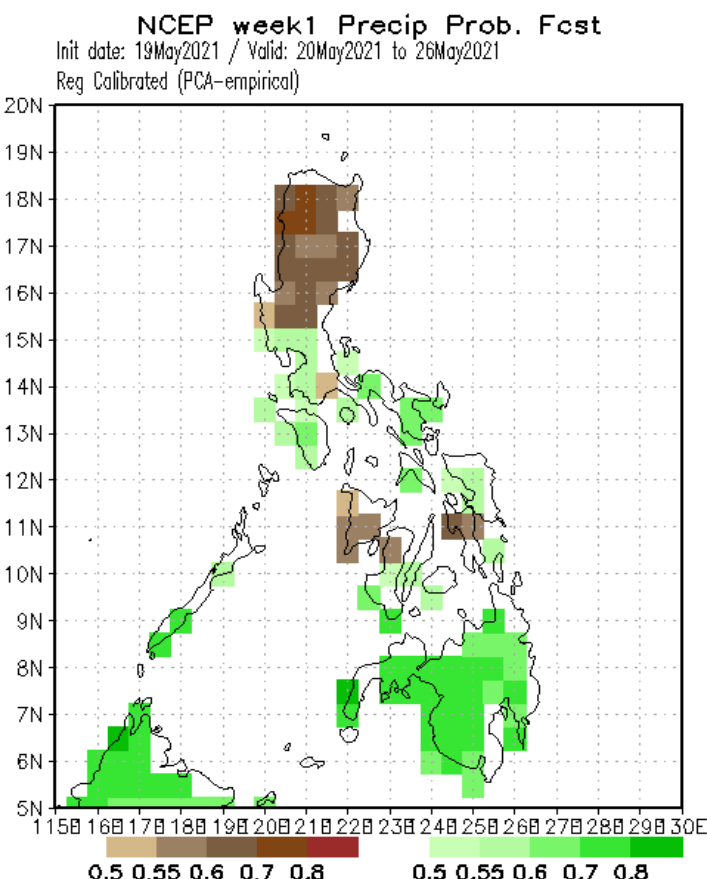 NCEP week1 Precip Prob. Fcst
Init date: 19May2021 / Valid: 20May2021 to 26May2021
Reg Calibrated (PCA-empirical)
20N
19N
18N
17N
16N
15N
14N
13N
12N
11N
10N
9N
8N
7N
6N
5N
115E 116E 117E 118E 119E 120E 121E 122E 123E 124E 125E 126E 127E 128E 129E 130E
0.5 0.55 0.6 0.7 0.8 0.5 0.55 0.6 0.7 0.8